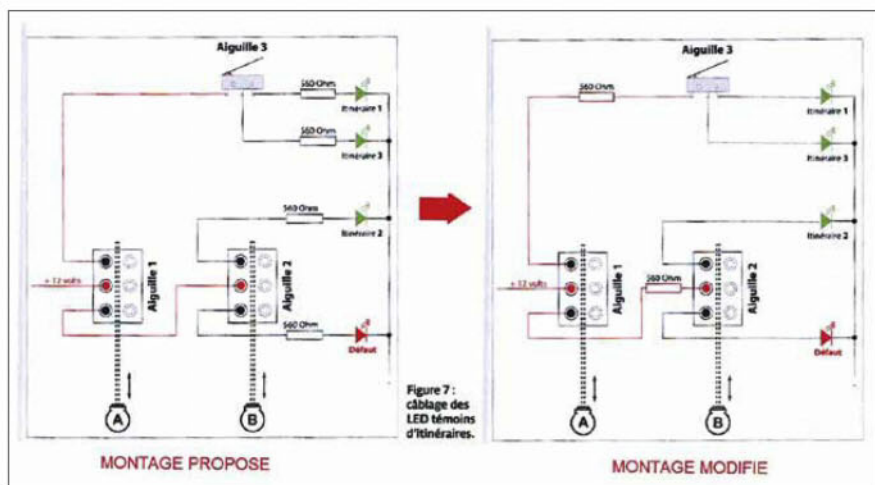 Aiguille 3
560 Ohm
Itinéraire 1
560 Ohm
Itinéraire 3
560 Ohm
Itinéraire 2
+ 12 volts
Aiguille 1
Aiguille 2
560 Ohm
Défaut
A
B
MONTAGE PROPOSE
Figure 7 :
câblage des
LED témoins
d'itinéraires.
Aiguille 3
560 Ohm
Itinéraire 1
Itinéraire 3
Itinéraire 2
+ 12 volts
Aiguille 1
560 Ohm
Aiguille 2
Défaut
A
B
MONTAGE MODIFIE